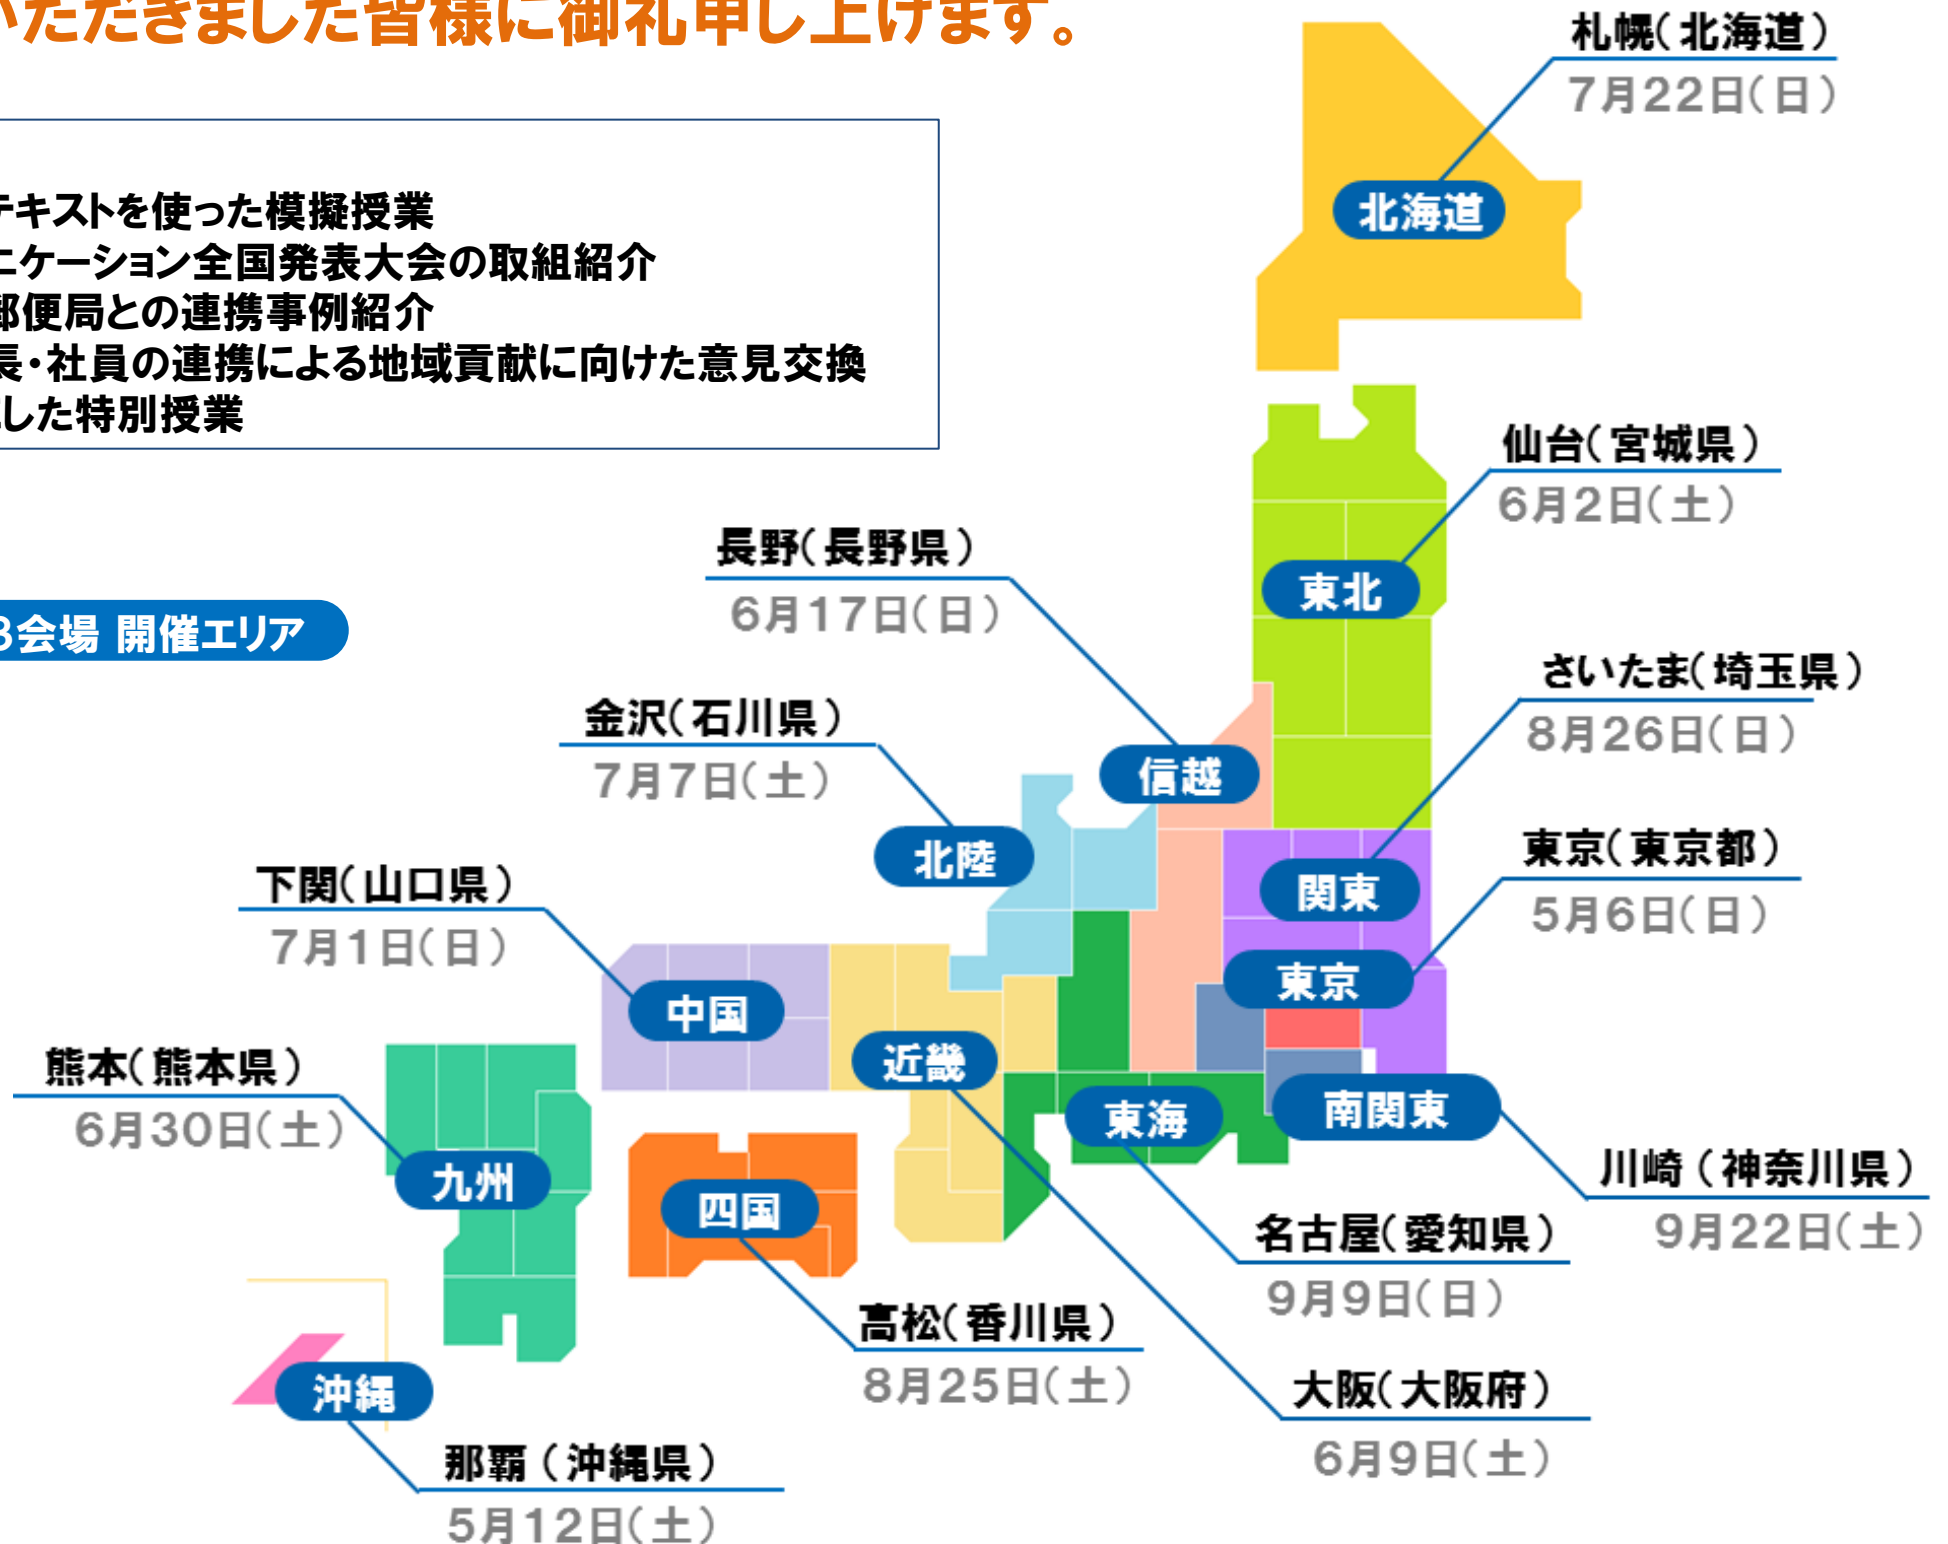 いただきました皆様に御礼申し上げます。
テキストを使った模擬授業
ニケーション全国発表大会の取組紹介
郵便局との連携事例紹介
長・社員の連携による地域貢献に向けた意見交換
した特別授業
3会場 開催エリア
札幌(北海道)
7月22日(日)
北海道
仙台(宮城県)
6月2日(土)
東北
長野(長野県)
6月17日(日)
信越
さいたま(埼玉県)
8月26日(日)
関東
金沢(石川県)
7月7日(土)
北陸
東京(東京都)
5月6日(日)
東京
下関(山口県)
7月1日(日)
中国
近畿
熊本(熊本県)
6月30日(土)
九州
四国
東海
南関東
川崎(神奈川県)
9月22日(土)
名古屋(愛知県)
9月9日(日)
高松(香川県)
8月25日(土)
大阪(大阪府)
6月9日(土)
沖縄
那覇(沖縄県)
5月12日(土)